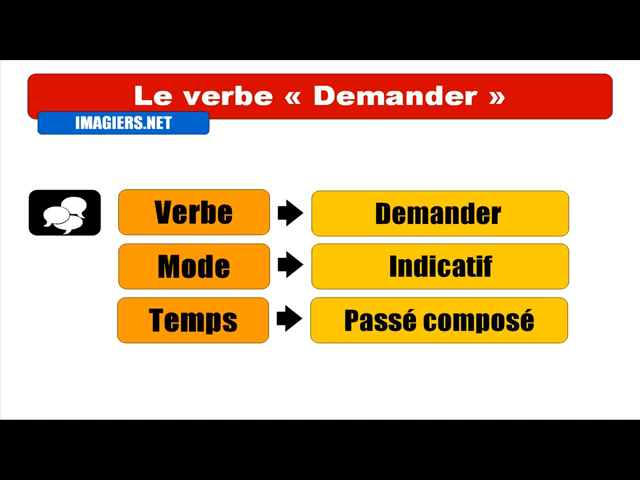 Le verbe « Demander »
IMAGIERS.NET
Verbe Demander
Mode Indicatif
Temps Passé composé